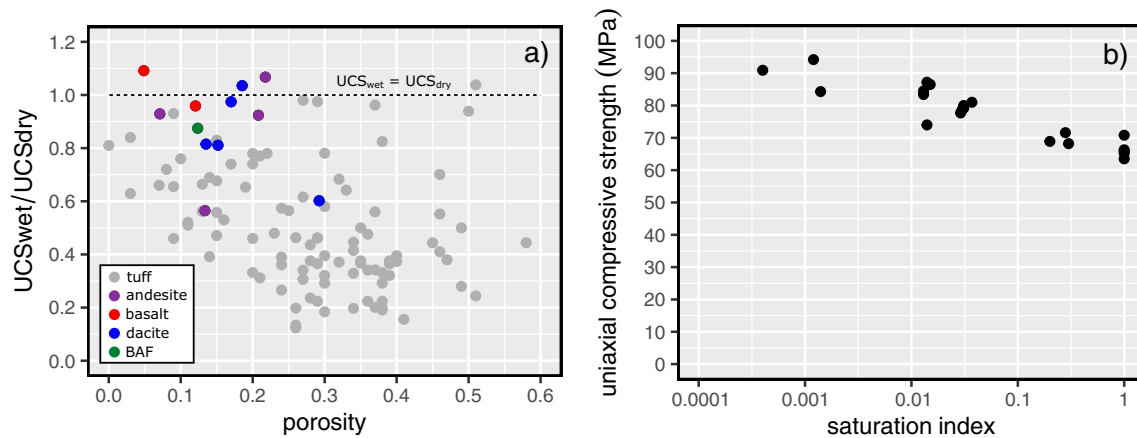 a)
UCSwet = UCSdry
UCSwet/UCSdry
1.2
1.0
0.8
0.6
0.4
0.2
0.0
tuff
andesite
basalt
dacite
BAF
0.0 0.1 0.2 0.3 0.4 0.5 0.6
porosity
b)
uniaxial compressive strength (MPa)
100
90
80
70
60
50
40
30
20
10
0
0.0001 0.001 0.01 0.1 1
saturation index